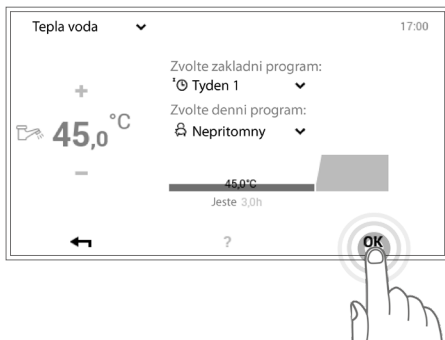 Tepla voda
17:00
Zvolte zakladni program:
Tyden 1
Zvolte denni program:
Nepritomny
+
45,0°C
−
45,0°C
Jeste 3,0h
?
OK